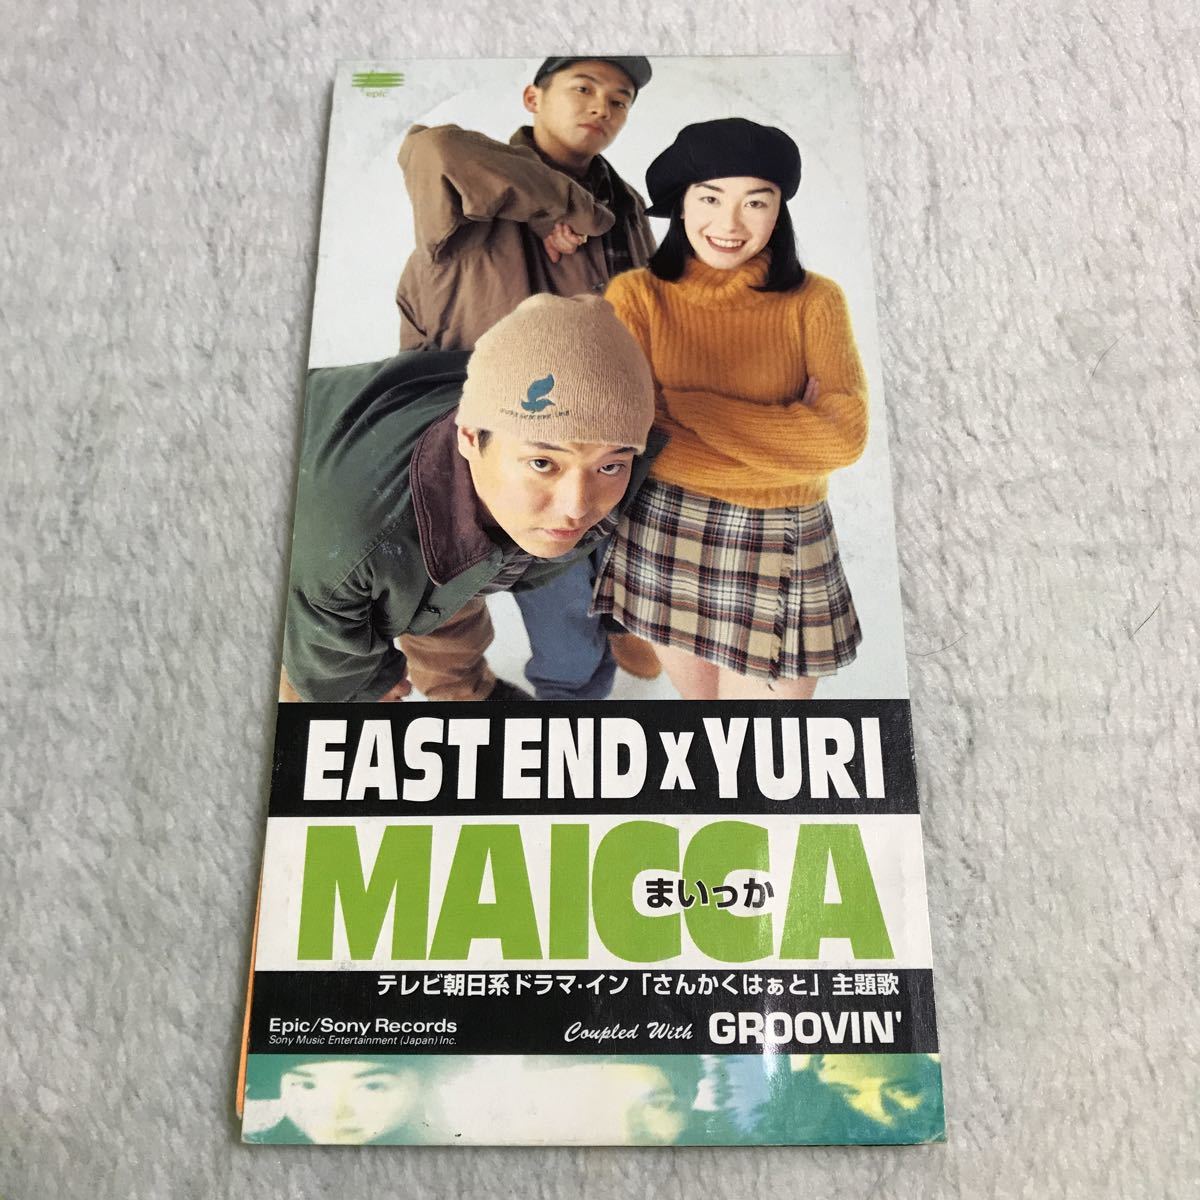 epic
EAST END X YURI
MAICCA
まいっか
テレビ朝日系ドラマ・イン「さんかくはぁと」主題歌
Epic/Sony Records
Sony Music Entertainment (Japan) Inc.
Coupled With GROOVIN'